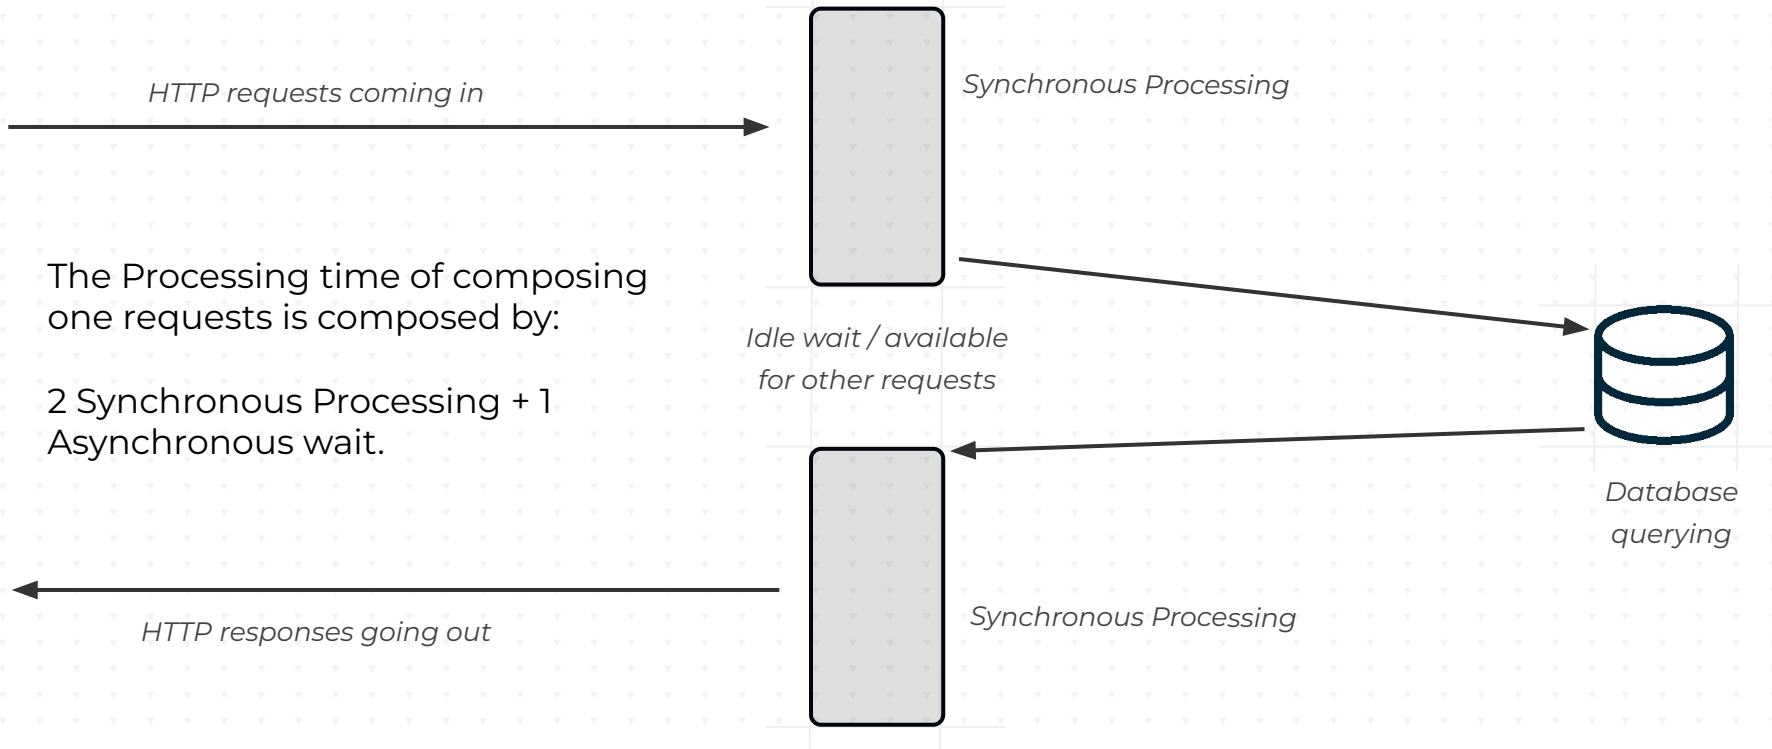 HTTP requests coming in
Synchronous Processing
The Processing time of composing
one requests is composed by:
2 Synchronous Processing + 1
Asynchronous wait.
Idle wait / available
for other requests
Database
querying
HTTP responses going out
Synchronous Processing